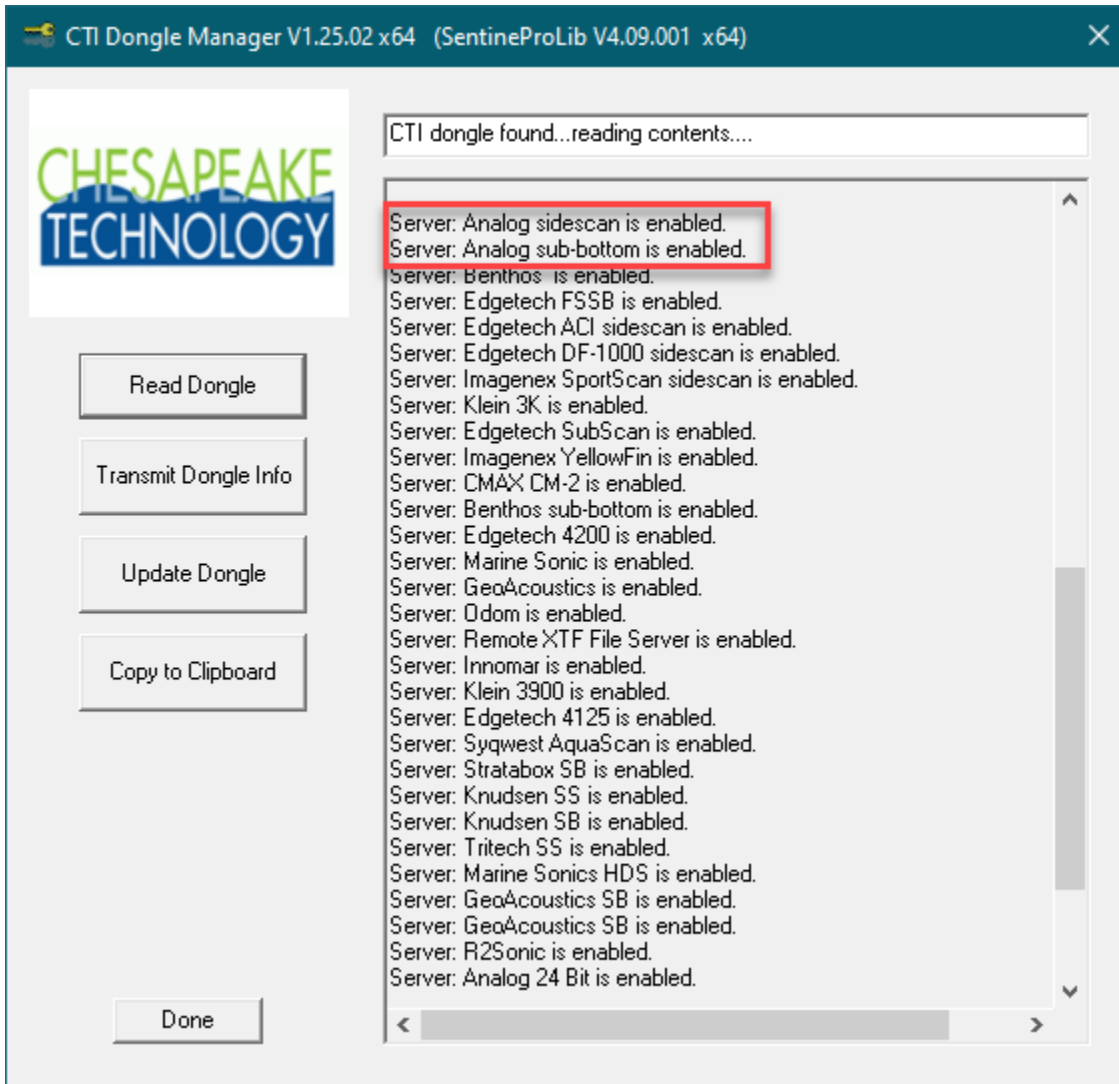 CTI Dongle Manager V1.25.02 x64 (SentineProLib V4.09.001 x64)
CHESAPEAKE
TECHNOLOGY
Read Dongle
Transmit Dongle Info
Update Dongle
Copy to Clipboard
Done
CTI dongle found...reading contents....
Server: Analog sidescan is enabled.
Server: Analog sub-bottom is enabled.
Server: Benthos  is enabled.
Server: Edgetech FSSB is enabled.
Server: Edgetech ACI sidescan is enabled.
Server: Edgetech DF-1000 sidescan is enabled.
Server: Imagenex SportScan sidescan is enabled.
Server: Klein 3K is enabled.
Server: Edgetech SubScan is enabled.
Server: Imagenex YellowFin is enabled.
Server: CMAX CM-2 is enabled.
Server: Benthos sub-bottom is enabled.
Server: Edgetech 4200 is enabled.
Server: Marine Sonic is enabled.
Server: GeoAcoustics is enabled.
Server: Odom is enabled.
Server: Remote XTF File Server is enabled.
Server: Innomar is enabled.
Server: Klein 3900 is enabled.
Server: Edgetech 4125 is enabled.
Server: Syqwest AquaScan is enabled.
Server: Stratabox SB is enabled.
Server: Knudsen SS is enabled.
Server: Knudsen SB is enabled.
Server: Tritech SS is enabled.
Server: Marine Sonics HDS is enabled.
Server: GeoAcoustics SB is enabled.
Server: GeoAcoustics SB is enabled.
Server: R2Sonic is enabled.
Server: Analog 24 Bit is enabled.